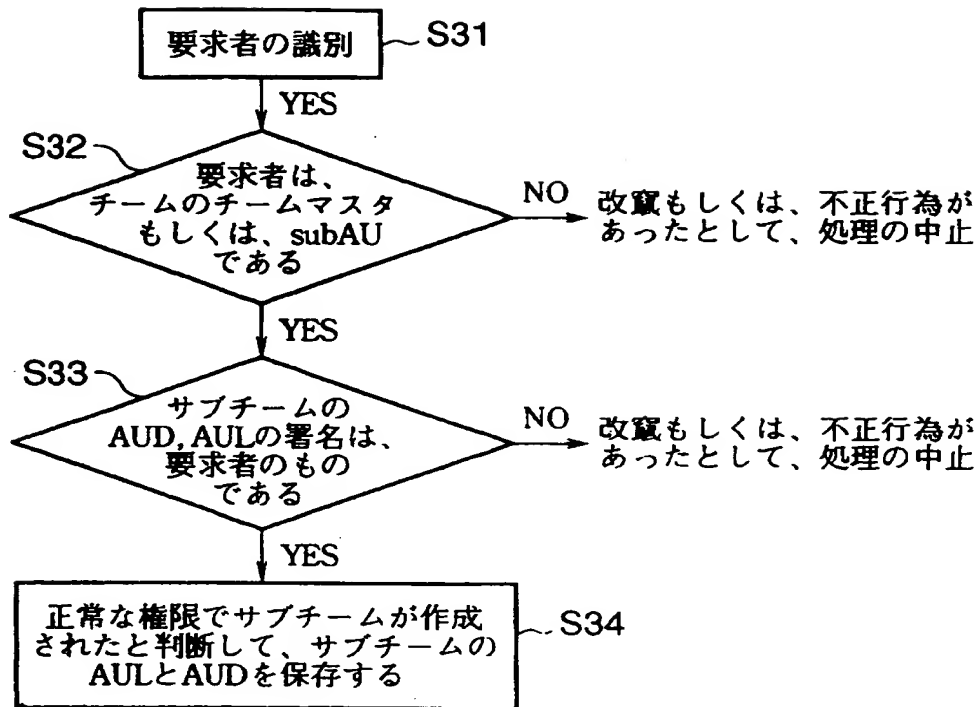 要求者の識別
S31
YES
S32
要求者は、
チームのチームマスタ
もしくは、subAU
である
NO
改竄もしくは、不正行為が
あったとして、処理の中止
YES
S33
サブチームの
AUD, AULの署名は、
要求者のもの
である
NO
改竄もしくは、不正行為が
あったとして、処理の中止
YES
正常な権限でサブチームが作成
されたと判断して、サブチームの
AULとAUDを保存する
S34